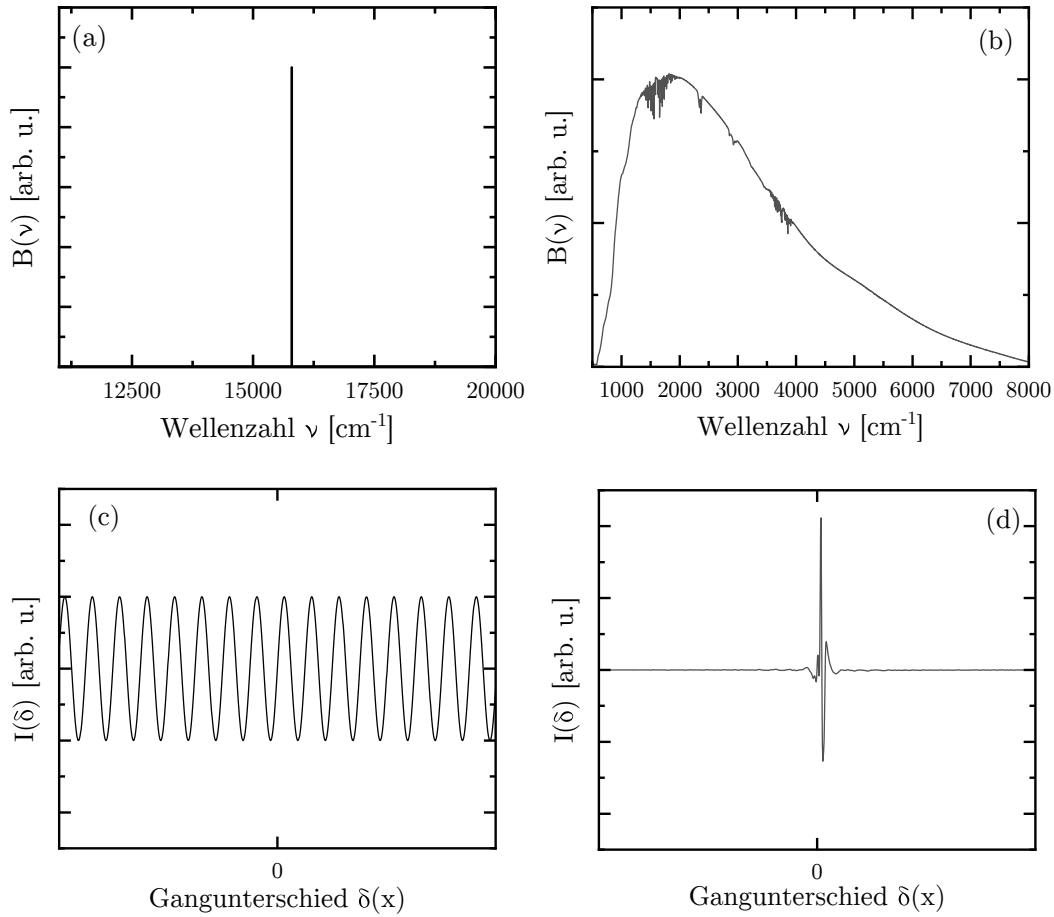 (a)
B(ν) [arb. u.]
12500 15000 17500 20000
Wellenzahl ν [cm-1]
(b)
B(ν) [arb. u.]
1000 2000 3000 4000 5000 6000 7000 8000
Wellenzahl ν [cm-1]
(c)
I(δ) [arb. u.]
0
Gangunterschied δ(x)
(d)
I(δ) [arb. u.]
0
Gangunterschied δ(x)